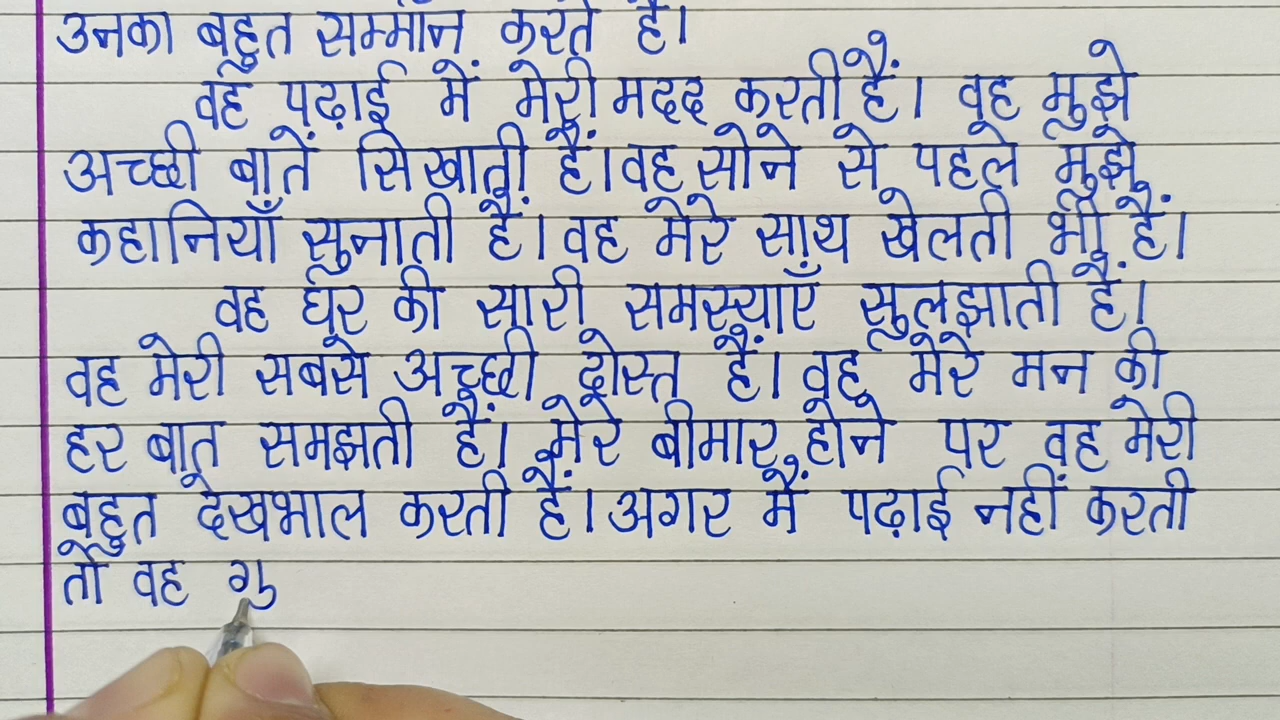 उनका बहुत सम्मान करते हैं।
वह पढ़ाई में मेरी मदद करती हैं। वह मुझे
अच्छी बातें सिखाती हैं। वह सोने से पहले मुझे
कहानियाँ सुनाती हैं। वह मेरे साथ खेलती भी हैं।
वह घर की सारी समस्याएँ सुलझाती हैं।
वह मेरी सबसे अच्छी दोस्त हैं। वह मेरे मन की
हर बात समझती हैं। मेरे बीमार होने पर वह मेरी
बहुत देखभाल करती हैं। अगर मैं पढ़ाई नहीं करती
तो वह गु